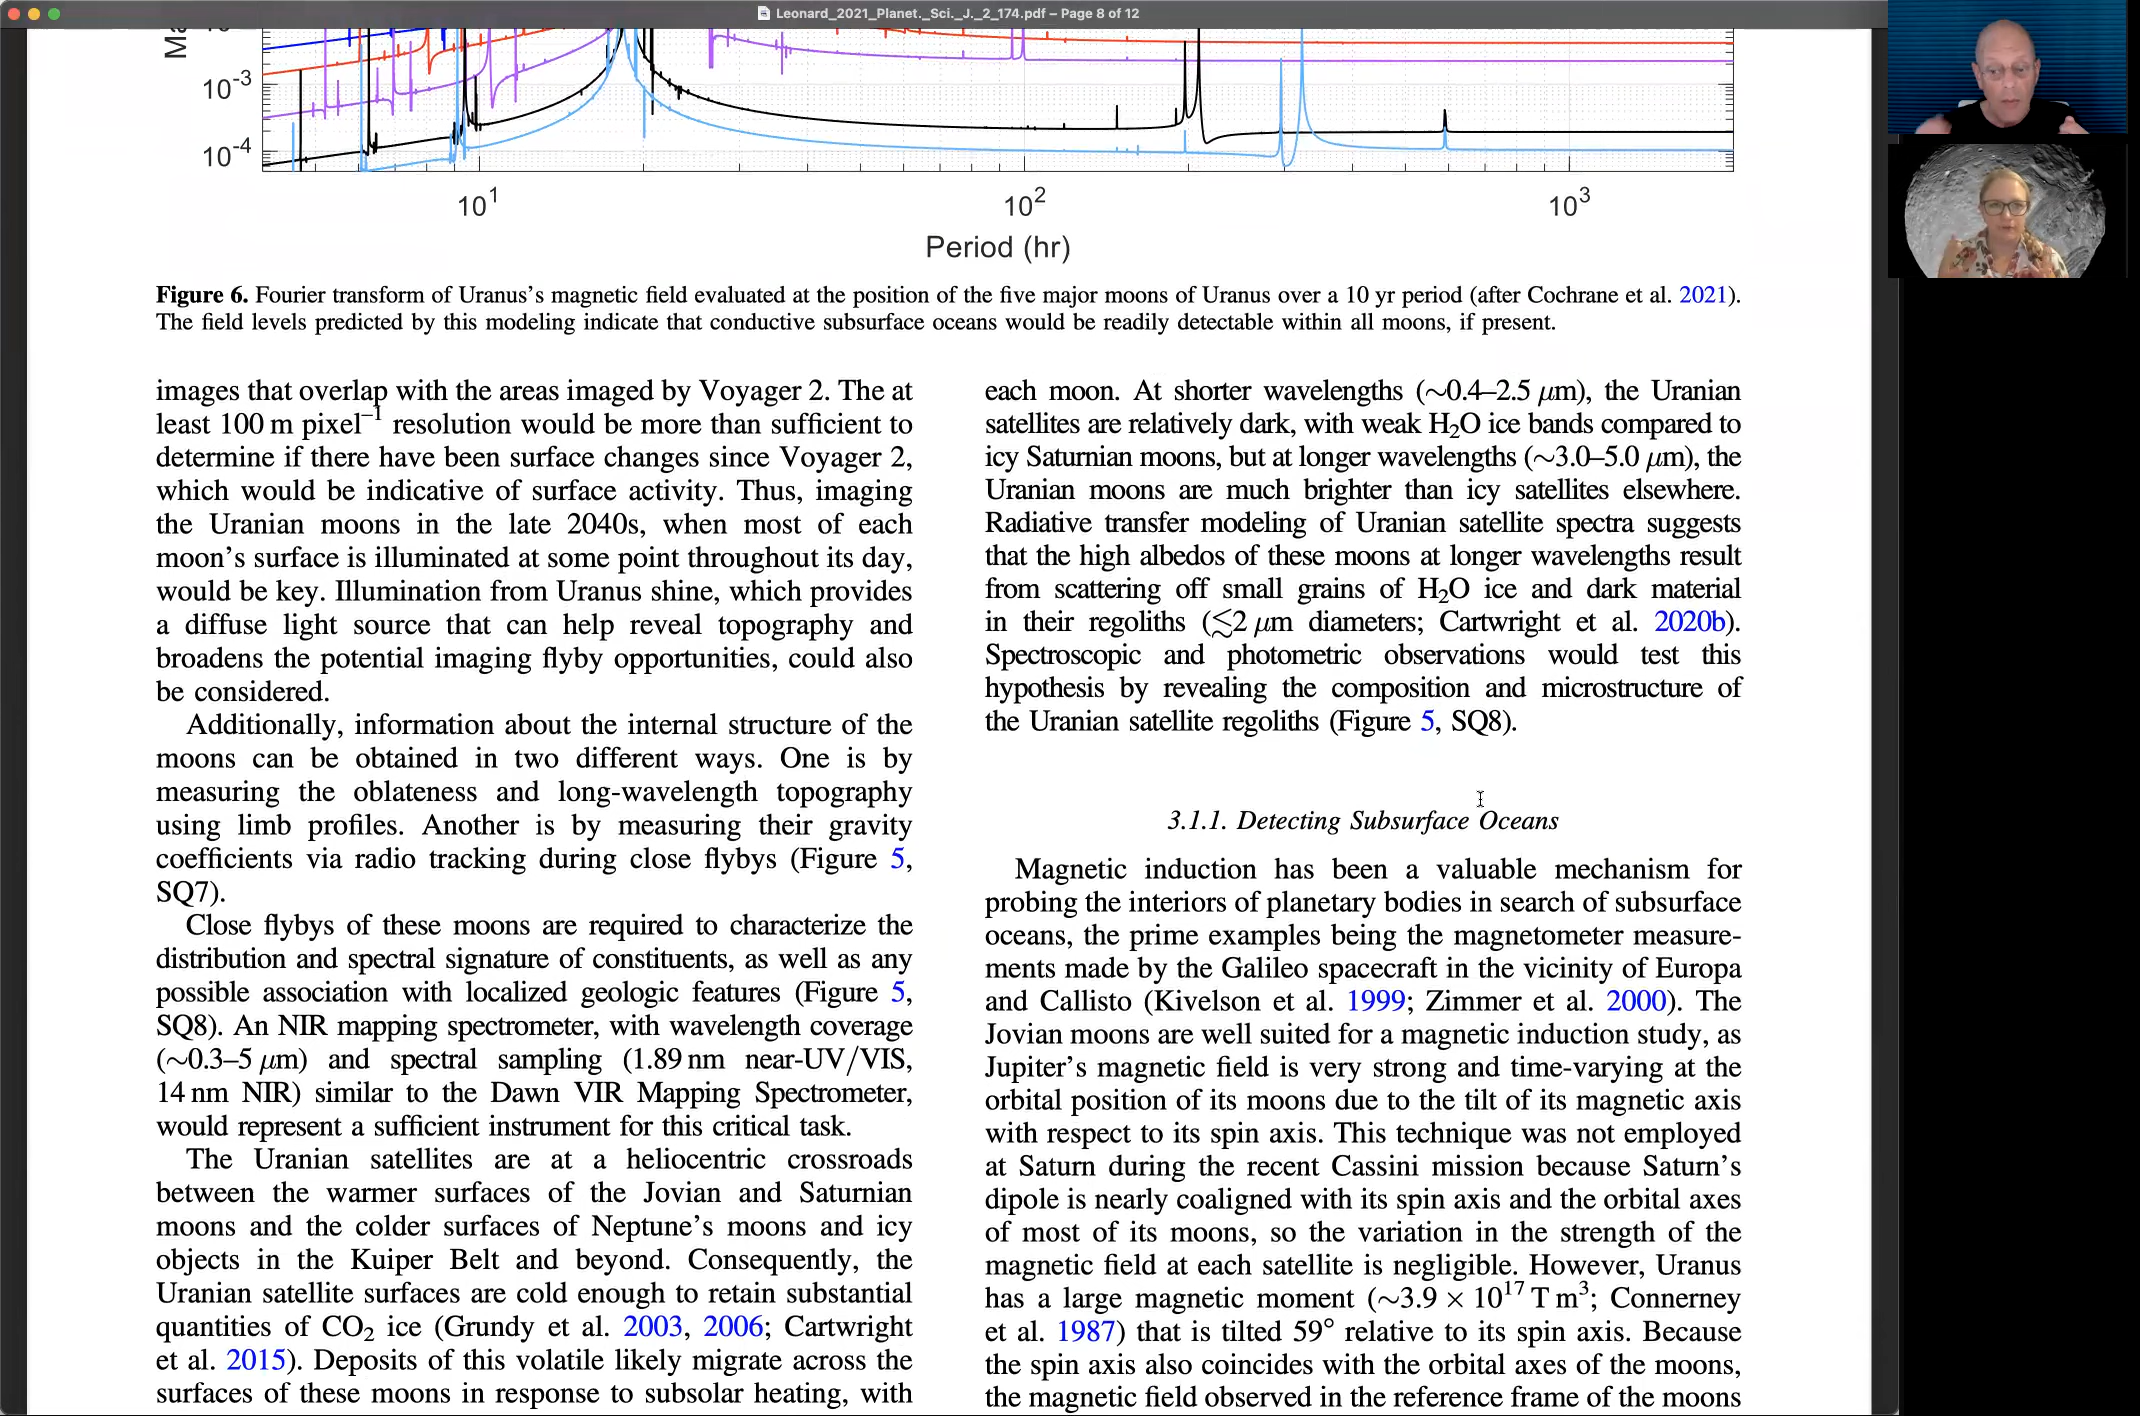 Leonard_2021_Planet._Sci._J._2_174.pdf – Page 8 of 12
10⁻³
10⁻⁴
10¹
10²
10³
Period (hr)
Figure 6. Fourier transform of Uranus's magnetic field evaluated at the position of the five major moons of Uranus over a 10 yr period (after Cochrane et al. 2021).
The field levels predicted by this modeling indicate that conductive subsurface oceans would be readily detectable within all moons, if present.
images that overlap with the areas imaged by Voyager 2. The at
least 100 m pixel⁻¹ resolution would be more than sufficient to
determine if there have been surface changes since Voyager 2,
which would be indicative of surface activity. Thus, imaging
the Uranian moons in the late 2040s, when most of each
moon's surface is illuminated at some point throughout its day,
would be key. Illumination from Uranus shine, which provides
a diffuse light source that can help reveal topography and
broadens the potential imaging flyby opportunities, could also
be considered.
Additionally, information about the internal structure of the
moons can be obtained in two different ways. One is by
measuring the oblateness and long-wavelength topography
using limb profiles. Another is by measuring their gravity
coefficients via radio tracking during close flybys (Figure 5,
SQ7).
Close flybys of these moons are required to characterize the
distribution and spectral signature of constituents, as well as any
possible association with localized geologic features (Figure 5,
SQ8). An NIR mapping spectrometer, with wavelength coverage
(∼0.3–5 μm) and spectral sampling (1.89 nm near-UV/VIS,
14 nm NIR) similar to the Dawn VIR Mapping Spectrometer,
would represent a sufficient instrument for this critical task.
The Uranian satellites are at a heliocentric crossroads
between the warmer surfaces of the Jovian and Saturnian
moons and the colder surfaces of Neptune's moons and icy
objects in the Kuiper Belt and beyond. Consequently, the
Uranian satellite surfaces are cold enough to retain substantial
quantities of CO₂ ice (Grundy et al. 2003, 2006; Cartwright
et al. 2015). Deposits of this volatile likely migrate across the
surfaces of these moons in response to subsolar heating, with
each moon. At shorter wavelengths (∼0.4–2.5 μm), the Uranian
satellites are relatively dark, with weak H₂O ice bands compared to
icy Saturnian moons, but at longer wavelengths (∼3.0–5.0 μm), the
Uranian moons are much brighter than icy satellites elsewhere.
Radiative transfer modeling of Uranian satellite spectra suggests
that the high albedos of these moons at longer wavelengths result
from scattering off small grains of H₂O ice and dark material
in their regoliths (≲2 μm diameters; Cartwright et al. 2020b).
Spectroscopic and photometric observations would test this
hypothesis by revealing the composition and microstructure of
the Uranian satellite regoliths (Figure 5, SQ8).
3.1.1. Detecting Subsurface Oceans
Magnetic induction has been a valuable mechanism for
probing the interiors of planetary bodies in search of subsurface
oceans, the prime examples being the magnetometer measure-
ments made by the Galileo spacecraft in the vicinity of Europa
and Callisto (Kivelson et al. 1999; Zimmer et al. 2000). The
Jovian moons are well suited for a magnetic induction study, as
Jupiter's magnetic field is very strong and time-varying at the
orbital position of its moons due to the tilt of its magnetic axis
with respect to its spin axis. This technique was not employed
at Saturn during the recent Cassini mission because Saturn's
dipole is nearly coaligned with its spin axis and the orbital axes
of most of its moons, so the variation in the strength of the
magnetic field at each satellite is negligible. However, Uranus
has a large magnetic moment (∼3.9 × 10¹⁷ T m³; Connerney
et al. 1987) that is tilted 59° relative to its spin axis. Because
the spin axis also coincides with the orbital axes of the moons,
the magnetic field observed in the reference frame of the moons